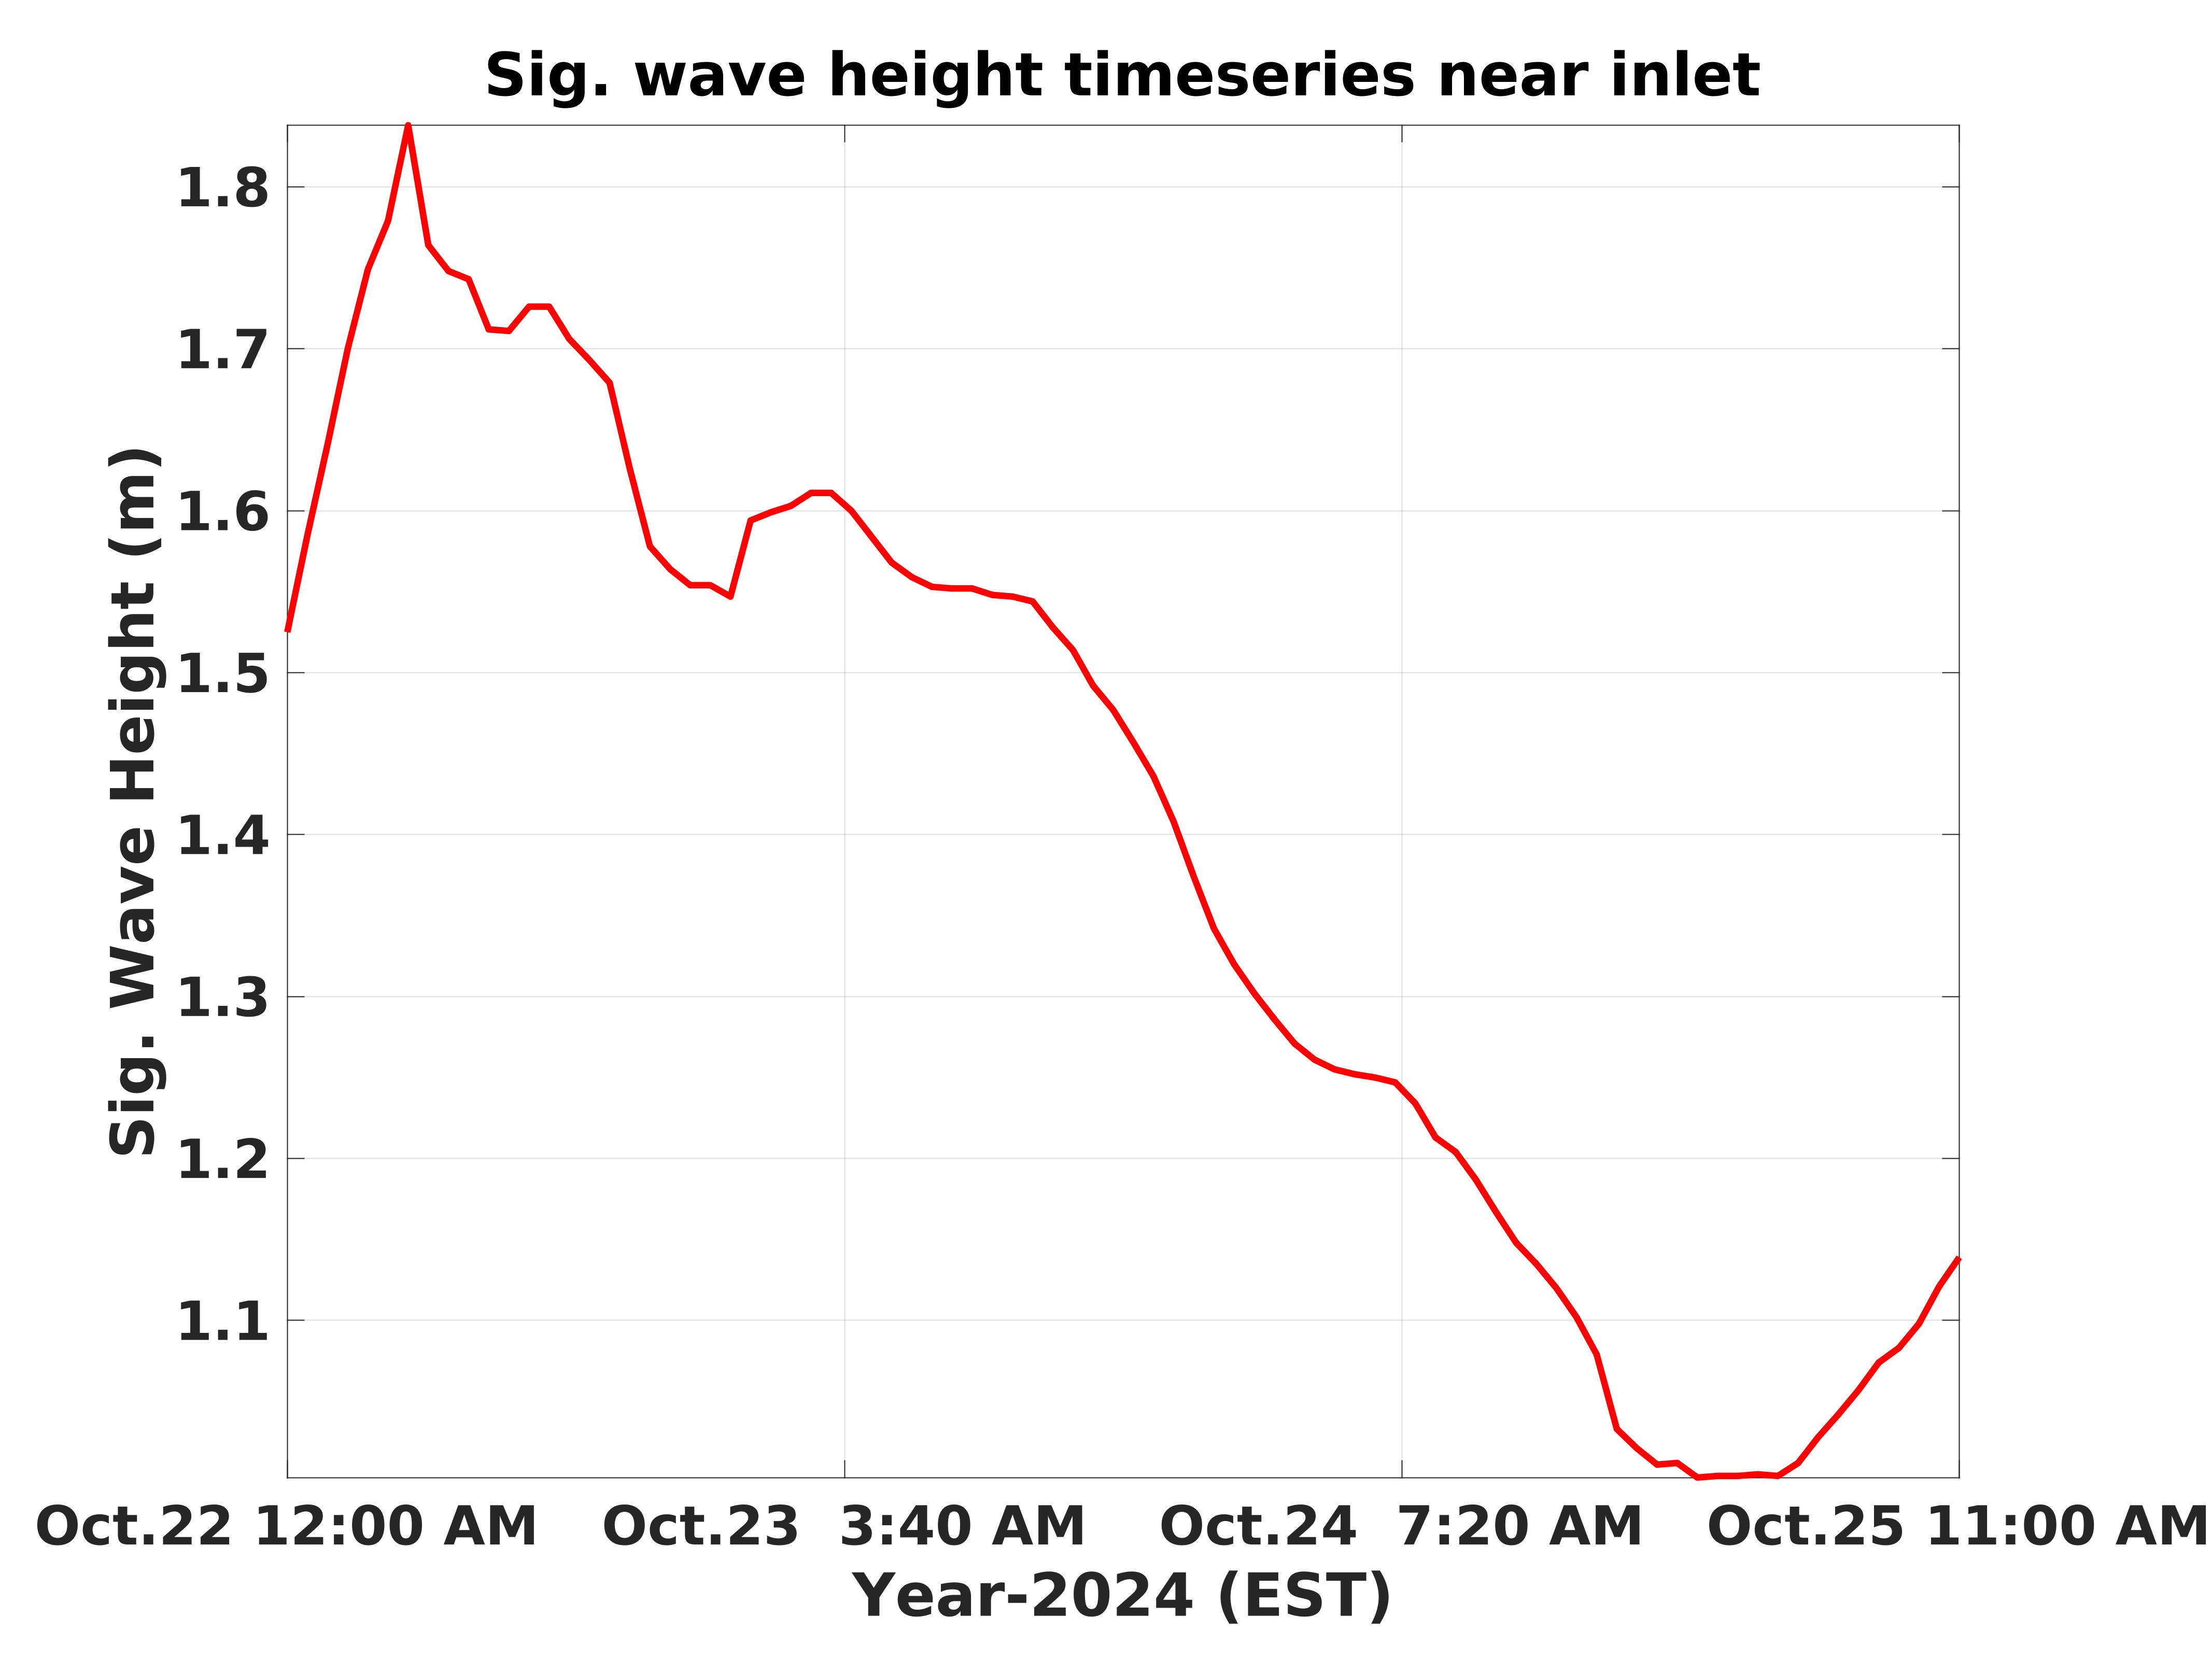 Sig. wave height timeseries near inlet
Sig. Wave Height (m)
1.8
1.7
1.6
1.5
1.4
1.3
1.2
1.1
Oct.22 12:00 AM
Oct.23  3:40 AM
Oct.24  7:20 AM
Oct.25 11:00 AM
Year-2024 (EST)